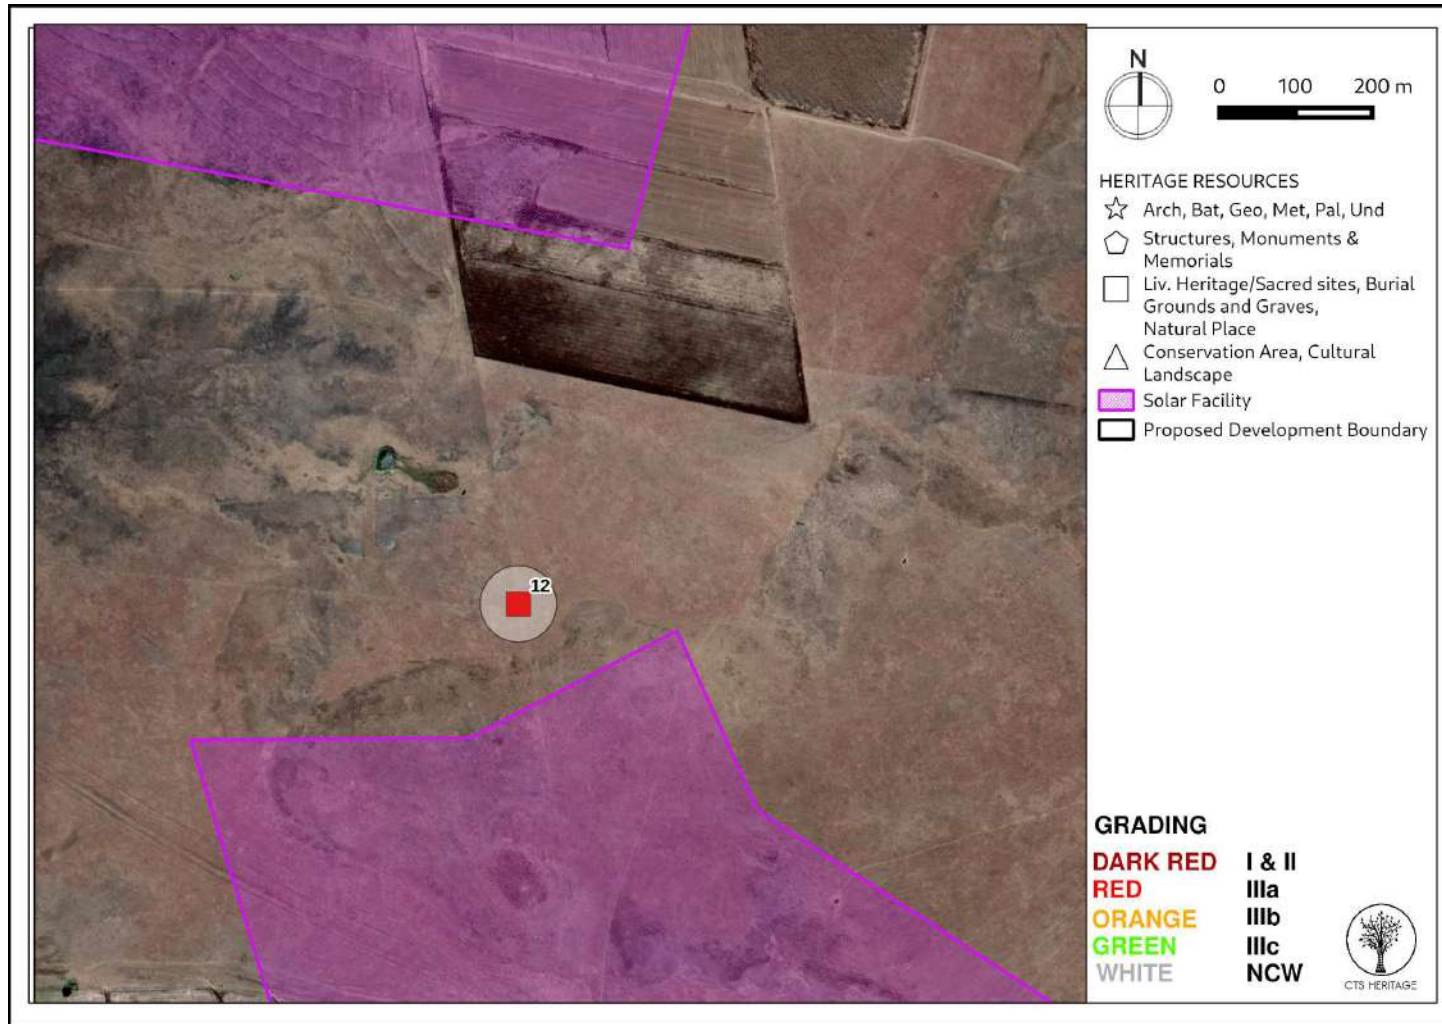 N
0 100 200 m
HERITAGE RESOURCES
Arch, Bat, Geo, Met, Pal, Und
Structures, Monuments &
Memorials
Liv. Heritage/Sacred sites, Burial
Grounds and Graves,
Natural Place
Conservation Area, Cultural
Landscape
Solar Facility
Proposed Development Boundary
12
GRADING
DARK RED I & II
RED IIIa
ORANGE IIIb
GREEN IIIc
WHITE NCW
CTS HERITAGE